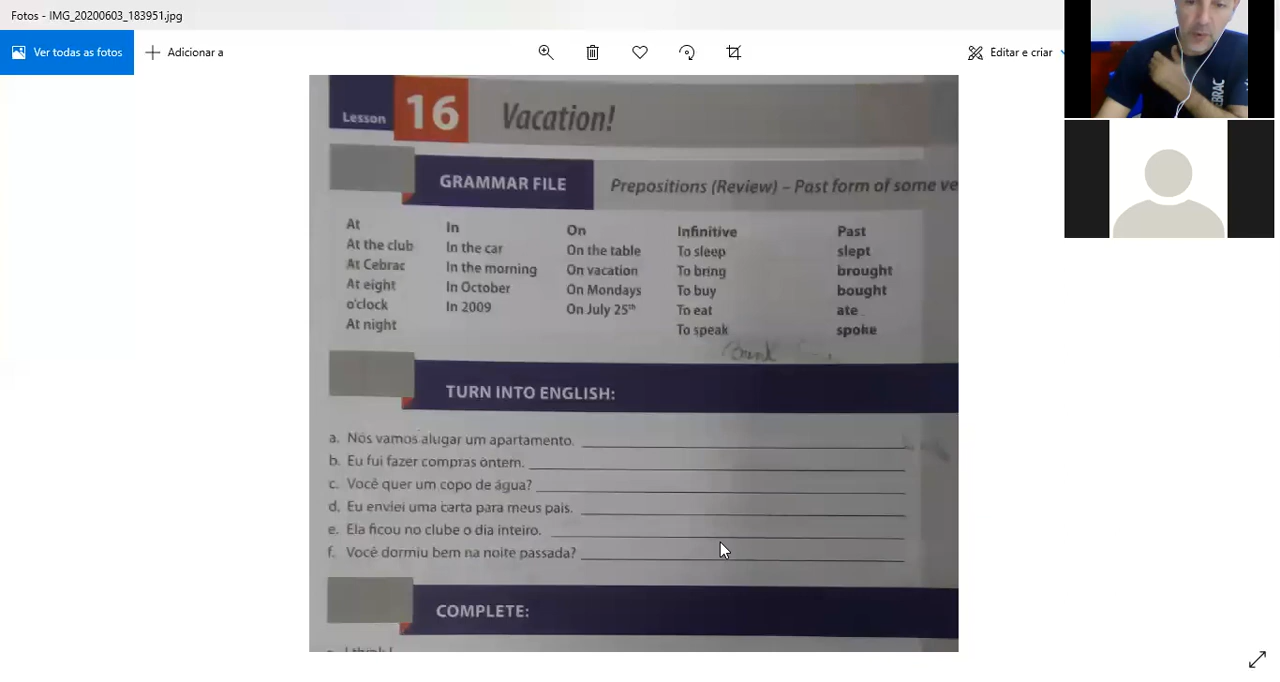 Fotos - IMG_20200603_183951.jpg
Ver todas as fotos
Adicionar a
Editar e criar
Lesson 16 Vacation!
GRAMMAR FILE
Prepositions (Review) – Past form of some ve
At
At the club
At Cebrac
At eight
o'clock
At night
In
In the car
In the morning
In October
In 2009
On
On the table
On vacation
On Mondays
On July 25th
Infinitive
To sleep
To bring
To buy
To eat
To speak
Past
slept
brought
bought
ate
spoke
TURN INTO ENGLISH:
a. Nós vamos alugar um apartamento.
b. Eu fui fazer compras ontem.
c. Você quer um copo de água?
d. Eu enviei uma carta para meus pais.
e. Ela ficou no clube o dia inteiro.
f. Você dormiu bem na noite passada?
COMPLETE:
I think I